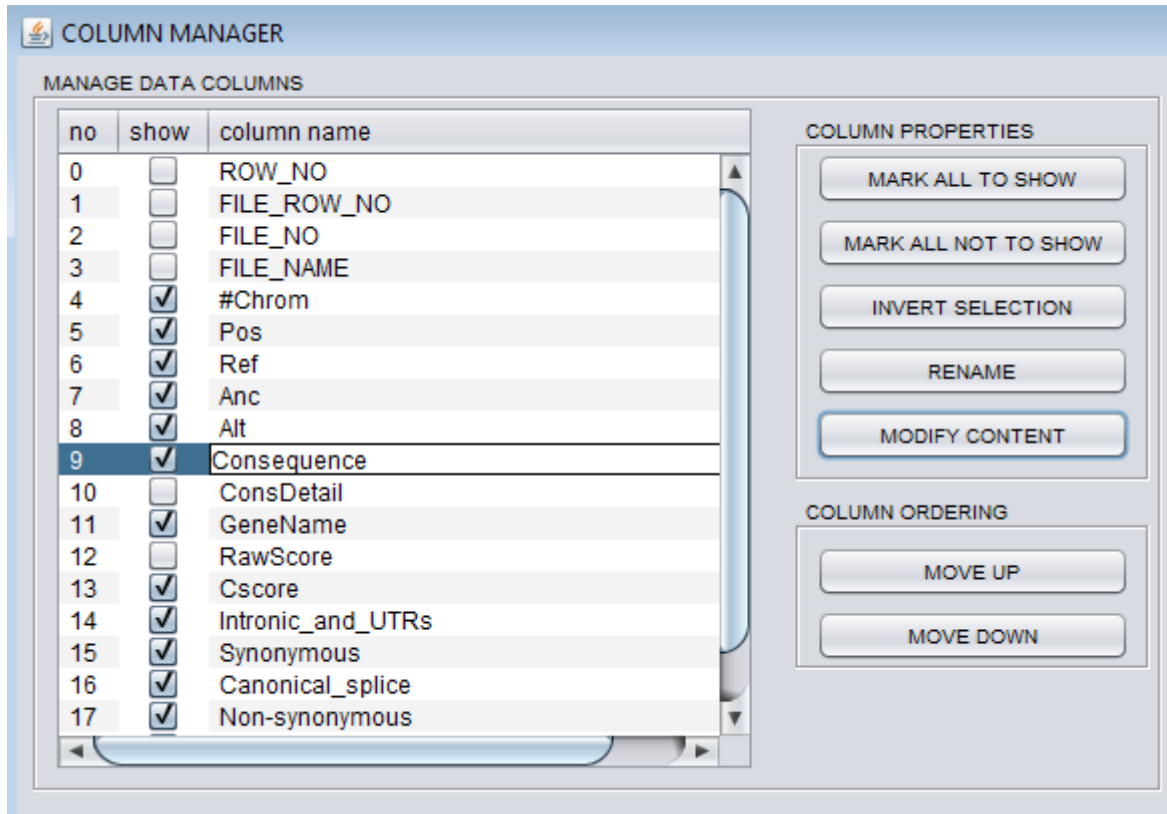 COLUMN MANAGER
MANAGE DATA COLUMNS
no show column name
0 ROW_NO
1 FILE_ROW_NO
2 FILE_NO
3 FILE_NAME
4 #Chrom
5 Pos
6 Ref
7 Anc
8 Alt
9 Consequence
10 ConsDetail
11 GeneName
12 RawScore
13 Cscore
14 Intronic_and_UTRs
15 Synonymous
16 Canonical_splice
17 Non-synonymous
COLUMN PROPERTIES
MARK ALL TO SHOW
MARK ALL NOT TO SHOW
INVERT SELECTION
RENAME
MODIFY CONTENT
COLUMN ORDERING
MOVE UP
MOVE DOWN